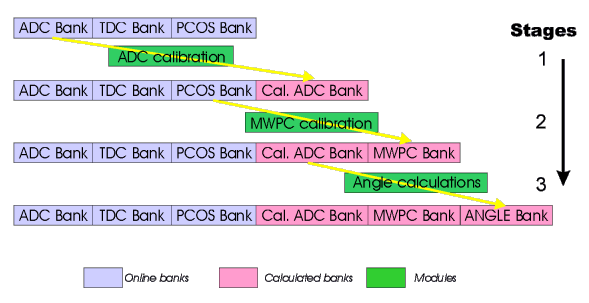 Stages
ADC Bank TDC Bank PCOS Bank
ADC calibration 1
ADC Bank TDC Bank PCOS Bank Cal. ADC Bank
MWPC calibration 2
ADC Bank TDC Bank PCOS Bank Cal. ADC Bank MWPC Bank
Angle calculations 3
ADC Bank TDC Bank PCOS Bank Cal. ADC Bank MWPC Bank ANGLE Bank
Online banks Calculated banks Modules